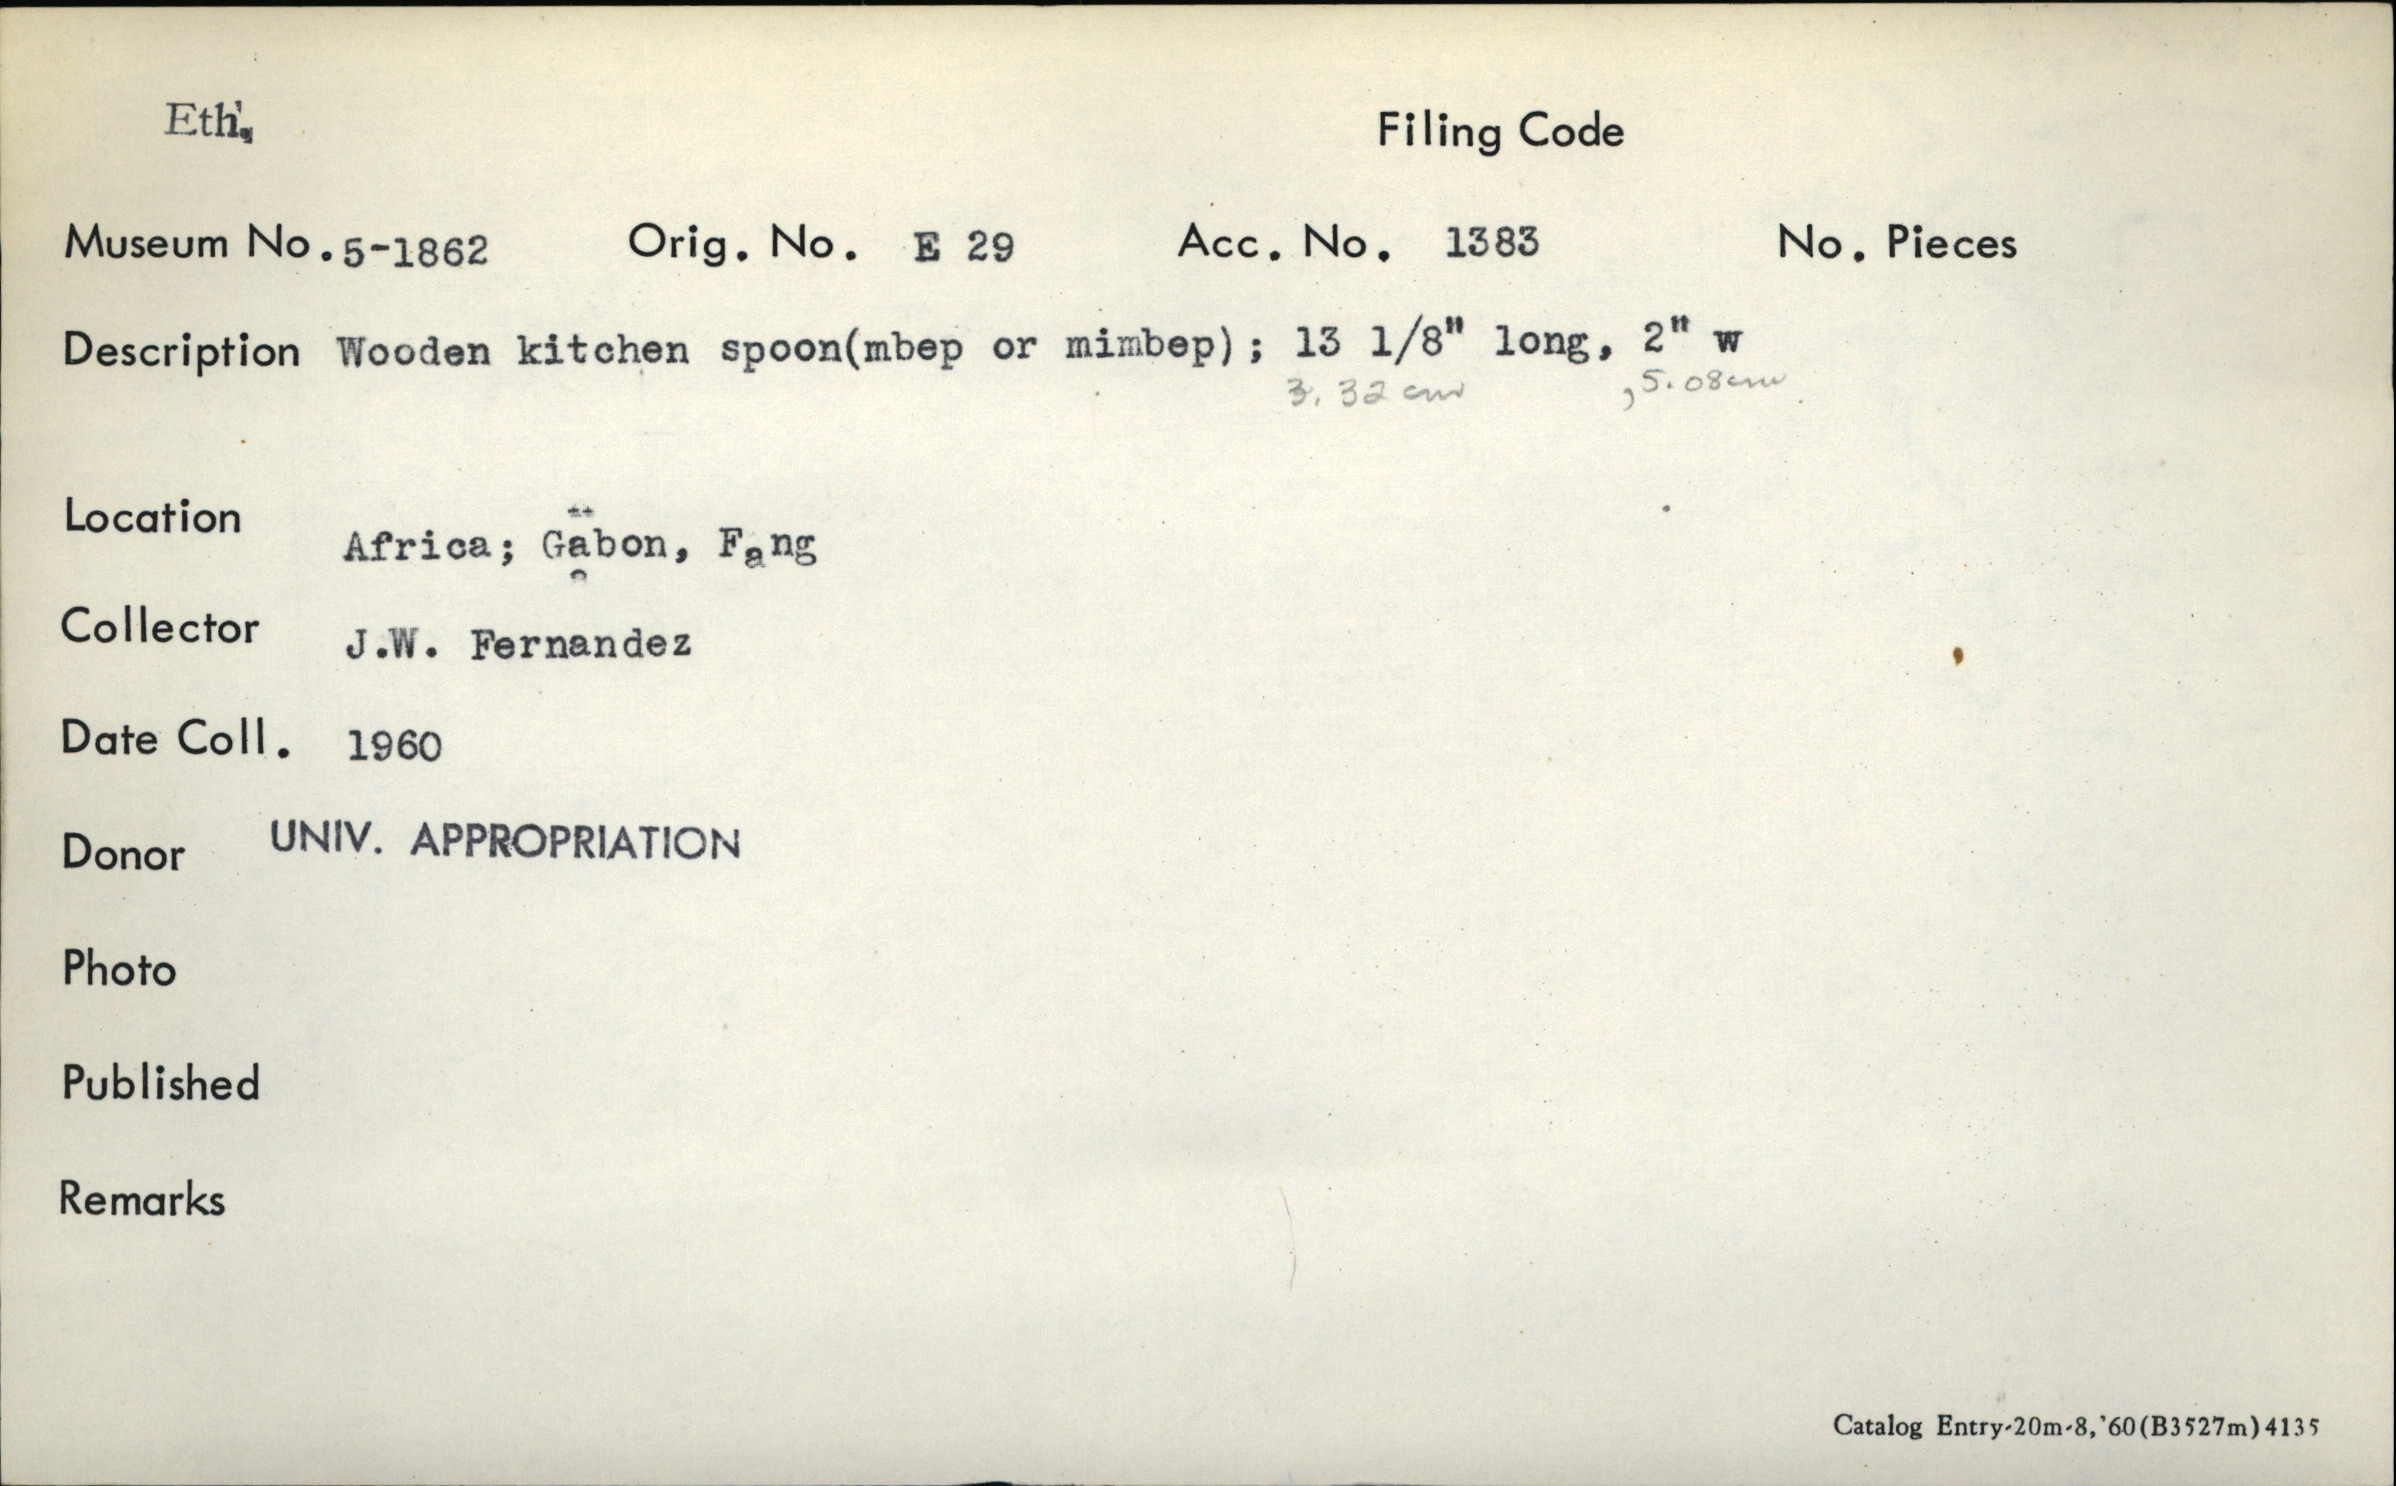 Eth.
Filing Code
Museum No. 5-1862 Orig. No. E 29 Acc. No. 1383 No. Pieces
Description Wooden kitchen spoon(mbep or mimbep); 13 1/8" long, 2" w
3. 32 cm , 5.08cm
Location Africa; Gabon, Fang
Collector J.W. Fernandez
Date Coll. 1960
Donor UNIV. APPROPRIATION
Photo
Published
Remarks
Catalog Entry-20m-8,'60(B3527m)4135